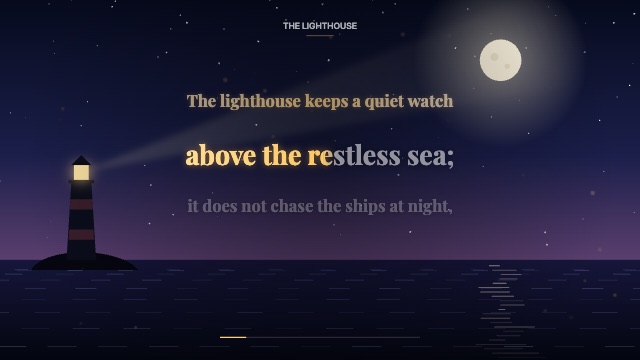 THE LIGHTHOUSE
The lighthouse keeps a quiet watch
above the restless sea;
it does not chase the ships at night,